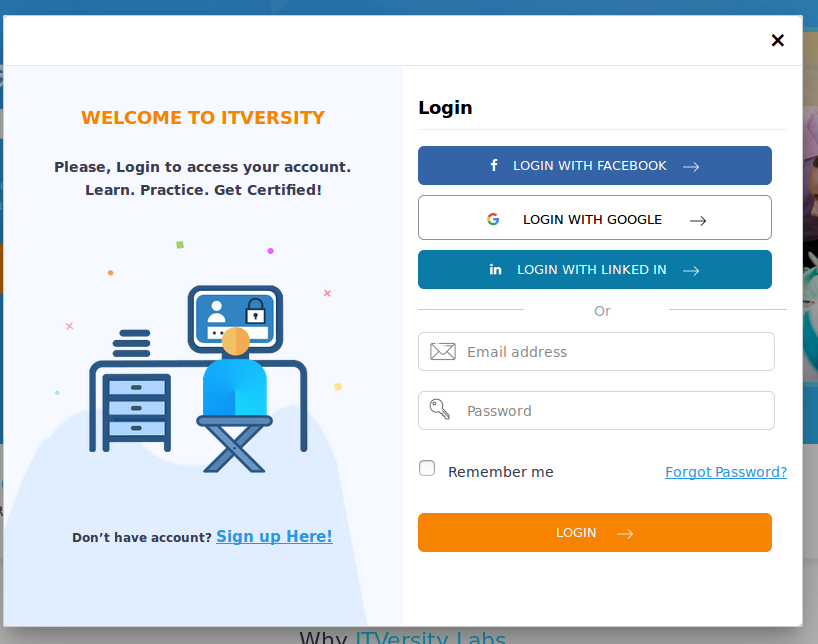 ×
WELCOME TO ITVERSITY
Please, Login to access your account.
Learn. Practice. Get Certified!
Don’t have account? Sign up Here!
Login
LOGIN WITH FACEBOOK
LOGIN WITH GOOGLE
LOGIN WITH LINKED IN
Or
Email address
Password
Remember me
Forgot Password?
LOGIN
Why ITVersity Labs